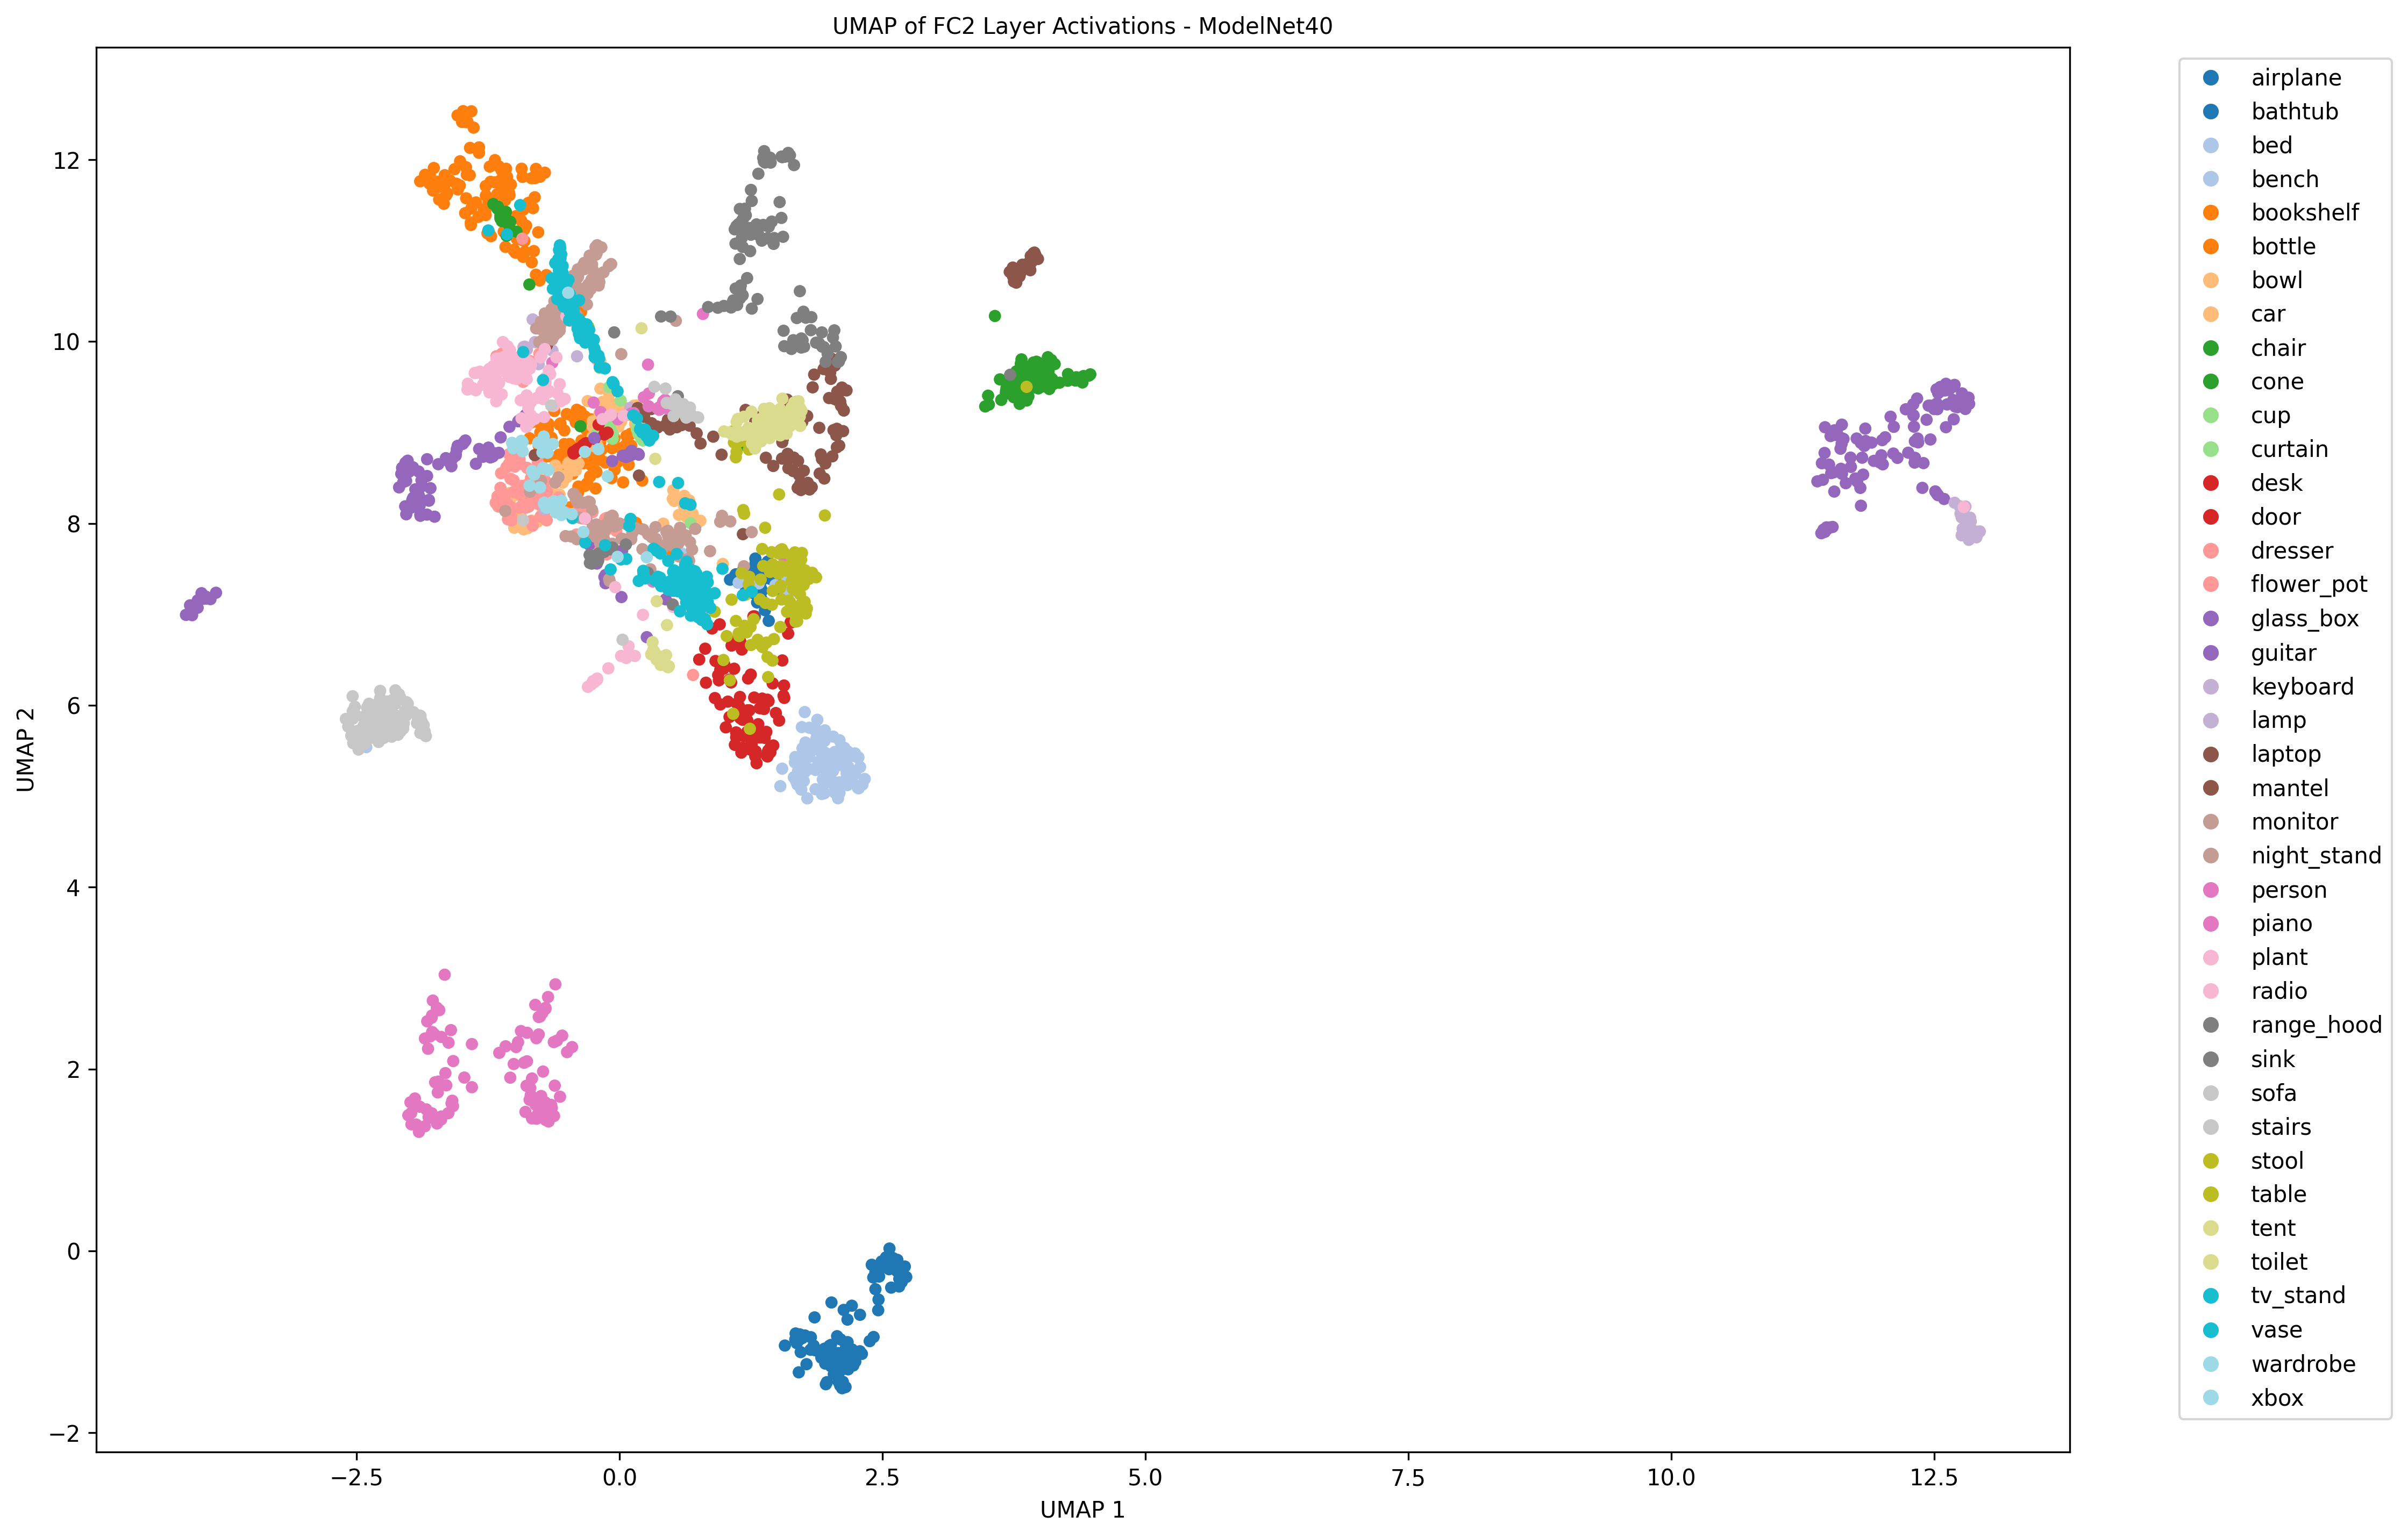 UMAP of FC2 Layer Activations - ModelNet40
UMAP 2
12
10
8
6
4
2
0
−2
−2.5
0.0
2.5
5.0
7.5
10.0
12.5
UMAP 1
airplane
bathtub
bed
bench
bookshelf
bottle
bowl
car
chair
cone
cup
curtain
desk
door
dresser
flower_pot
glass_box
guitar
keyboard
lamp
laptop
mantel
monitor
night_stand
person
piano
plant
radio
range_hood
sink
sofa
stairs
stool
table
tent
toilet
tv_stand
vase
wardrobe
xbox